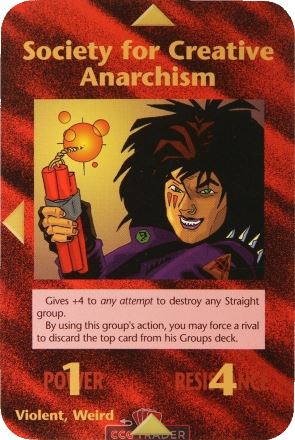 Society for Creative
Anarchism
Gives +4 to any attempt to destroy any Straight
group.
By using this group's action, you may force a rival
to discard the top card from his Groups deck.
POWER 1 RESISTANCE 4
Violent, Weird
CCGTRADER